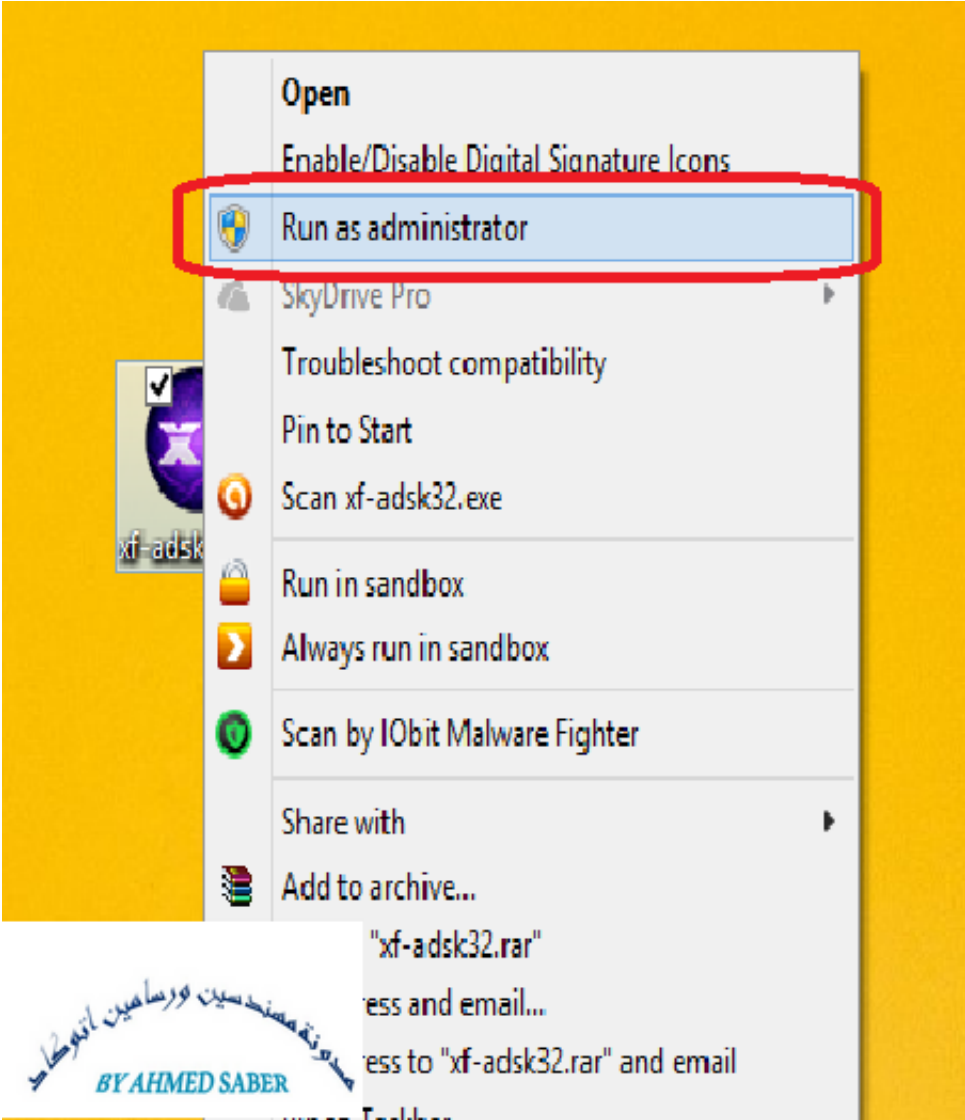 Open
Enable/Disable Digital Signature Icons
Run as administrator
SkyDrive Pro
Troubleshoot compatibility
Pin to Start
Scan xf-adsk32.exe
xf-adsk
Run in sandbox
Always run in sandbox
Scan by IObit Malware Fighter
Share with
Add to archive...
"xf-adsk32.rar"
ress and email...
ress to "xf-adsk32.rar" and email
مدونة مهندسين ورسامين اتوكاد
BY AHMED SABER